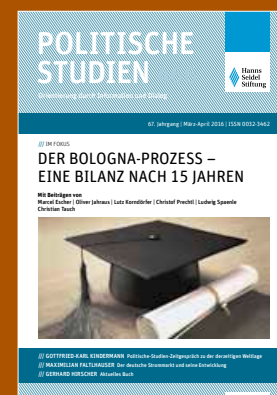 POLITISCHE
STUDIEN
Orientierung durch Information und Dialog
Hanns
Seidel
Stiftung
67. Jahrgang | März-April 2016 | ISSN 0032-3462
/// IM FOKUS
DER BOLOGNA-PROZESS –
EINE BILANZ NACH 15 JAHREN
Mit Beiträgen von
Marcel Escher | Oliver Jahraus | Lutz Korndörfer | Christof Prechtl | Ludwig Spaenle
Christian Tauch
/// GOTTFRIED-KARL KINDERMANN Politische-Studien-Zeitgespräch zu der derzeitigen Weltlage
/// MAXIMILIAN FALTLHAUSER Der deutsche Strommarkt und seine Entwicklung
/// GERHARD HIRSCHER Aktuelles Buch